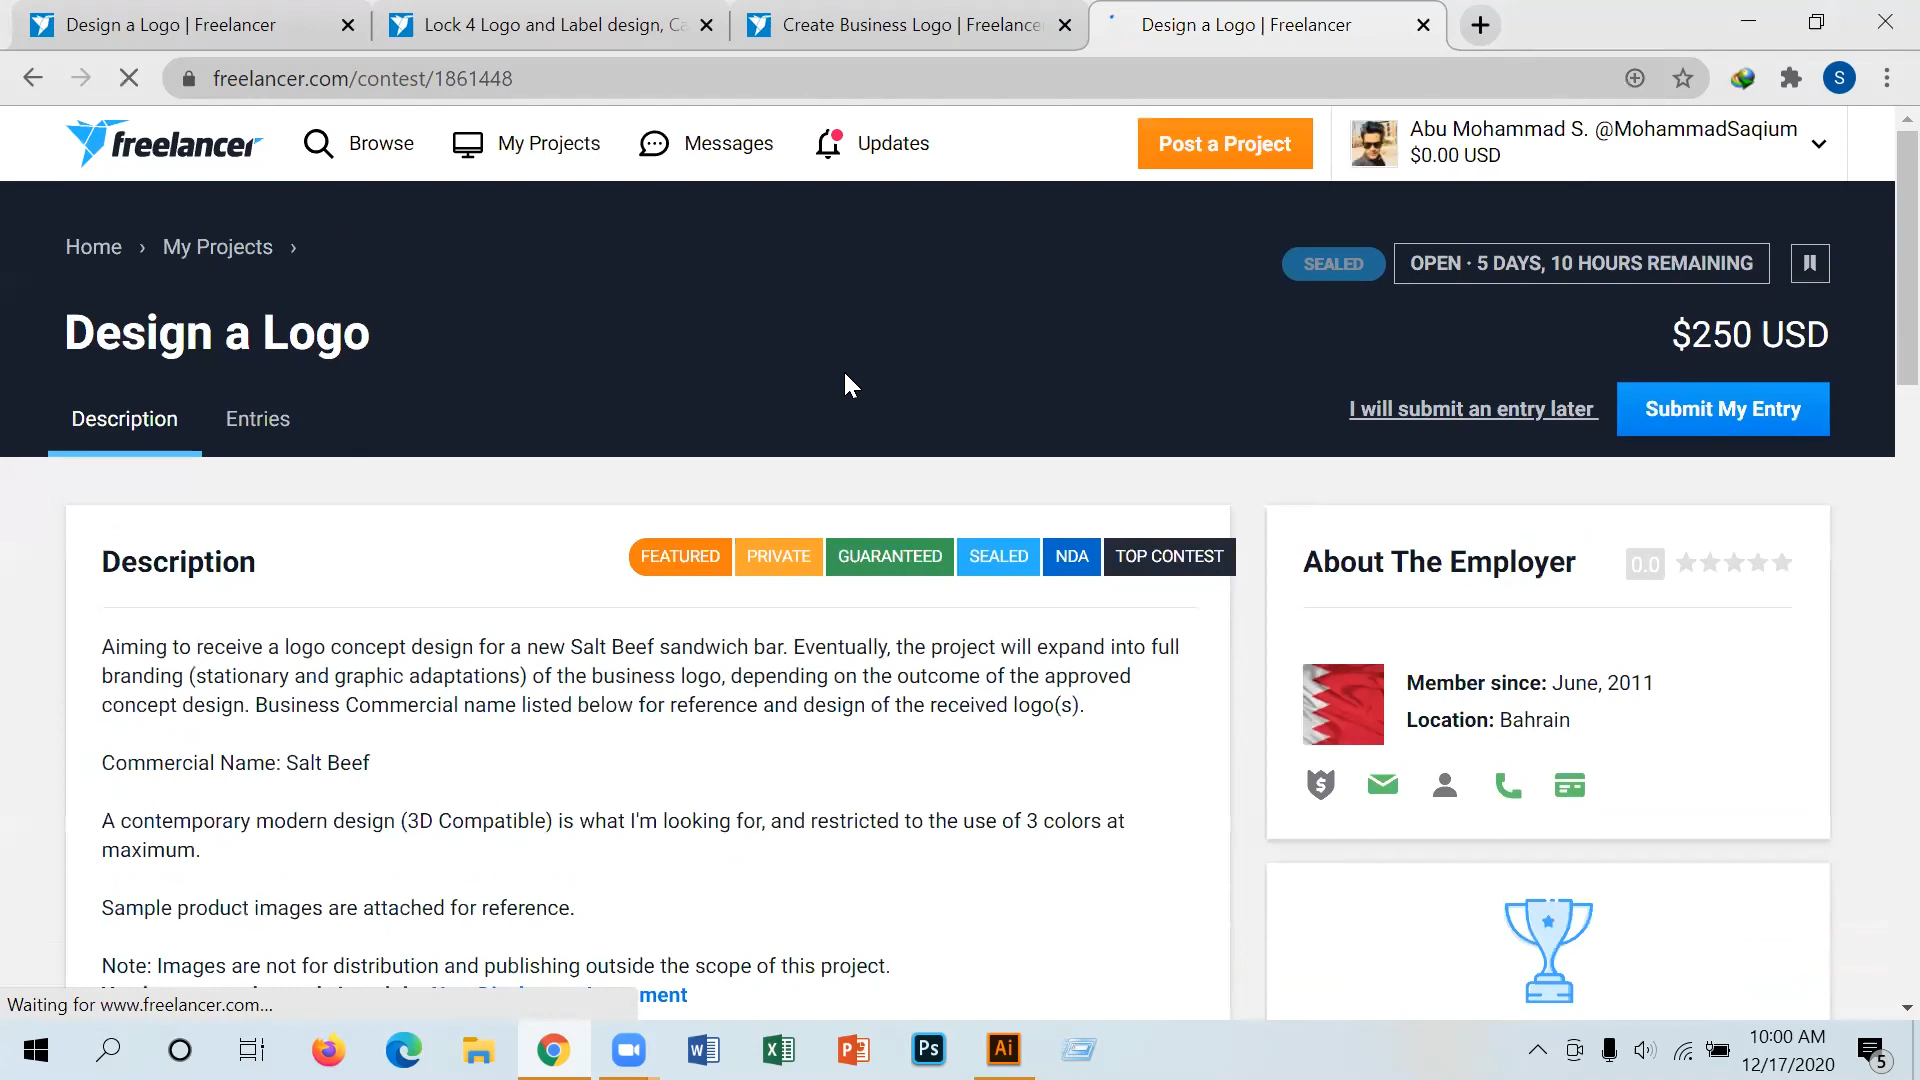 Design a Logo | Freelancer
Lock 4 Logo and Label design, Ca
Create Business Logo | Freelance
Design a Logo | Freelancer
freelancer.com/contest/1861448
S
freelancer
Browse
My Projects
Messages
Updates
Post a Project
Abu Mohammad S. @MohammadSaqium
$0.00 USD
Home › My Projects ›
SEALED
OPEN · 5 DAYS, 10 HOURS REMAINING
Design a Logo
$250 USD
Description
Entries
I will submit an entry later
Submit My Entry
Description
FEATURED
PRIVATE
GUARANTEED
SEALED
NDA
TOP CONTEST
Aiming to receive a logo concept design for a new Salt Beef sandwich bar. Eventually, the project will expand into full
branding (stationary and graphic adaptations) of the business logo, depending on the outcome of the approved
concept design. Business Commercial name listed below for reference and design of the received logo(s).
Commercial Name: Salt Beef
A contemporary modern design (3D Compatible) is what I'm looking for, and restricted to the use of 3 colors at
maximum.
Sample product images are attached for reference.
Note: Images are not for distribution and publishing outside the scope of this project.
ment
About The Employer
0.0
Member since: June, 2011
Location: Bahrain
Waiting for www.freelancer.com...
Ps
Ai
10:00 AM
12/17/2020
5